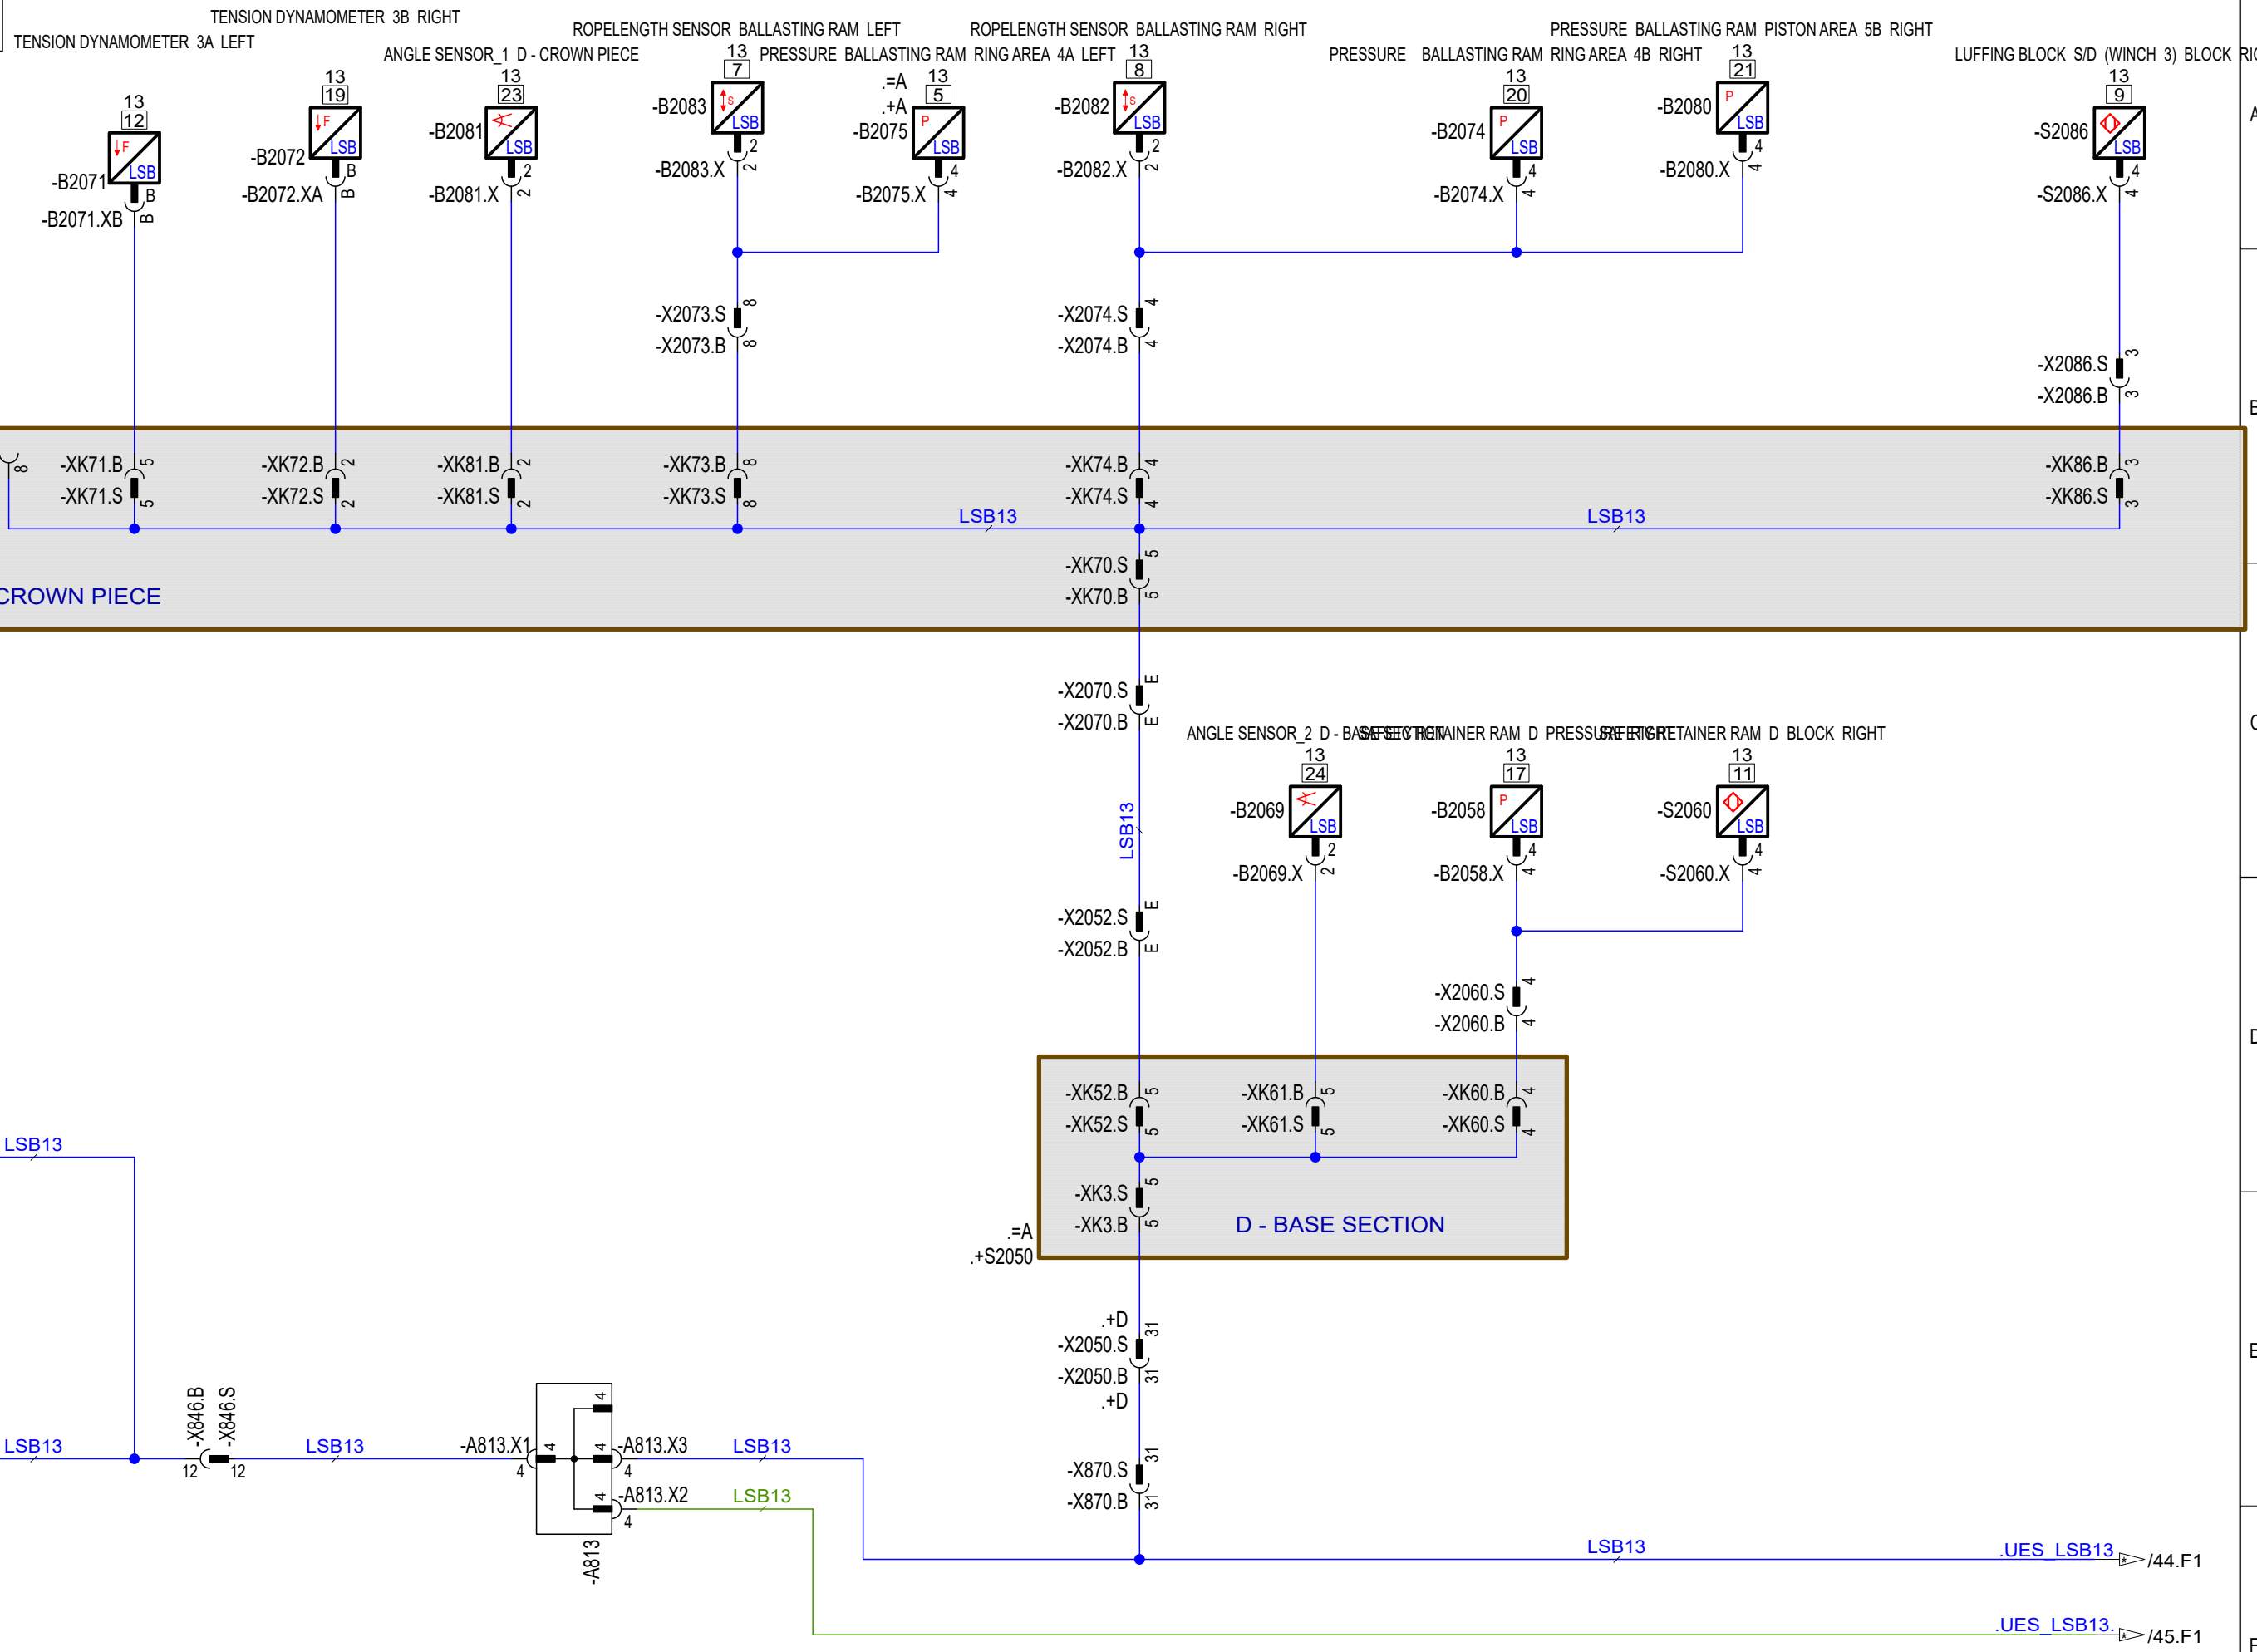 TENSION DYNAMOMETER 3B RIGHT
TENSION DYNAMOMETER 3A LEFT
ROPELENGTH SENSOR BALLASTING RAM LEFT
ROPELENGTH SENSOR BALLASTING RAM RIGHT
PRESSURE BALLASTING RAM PISTON AREA 5B RIGHT
ANGLE SENSOR_1 D - CROWN PIECE
PRESSURE BALLASTING RAM RING AREA 4A LEFT
PRESSURE BALLASTING RAM RING AREA 4B RIGHT
LUFFING BLOCK S/D (WINCH 3) BLOCK
13
12
F
LSB
-B2071
B
-B2071.XB
B
13
19
F
LSB
-B2072
B
-B2072.XA
B
13
23
LSB
-B2081
2
-B2081.X
2
13
7
S
LSB
-B2083
2
-B2083.X
2
.=A
.+A
13
5
P
LSB
-B2075
4
-B2075.X
4
13
8
S
LSB
-B2082
2
-B2082.X
2
13
20
P
LSB
-B2074
4
-B2074.X
4
13
21
P
LSB
-B2080
4
-B2080.X
4
13
9
LSB
-S2086
4
-S2086.X
4
A
-X2073.S 8
-X2073.B 8
-X2074.S 4
-X2074.B 4
-X2086.S 3
-X2086.B 3
B
8
-XK71.B 5
-XK71.S 5
-XK72.B 2
-XK72.S 2
-XK81.B 2
-XK81.S 2
-XK73.B 8
-XK73.S 8
-XK74.B 4
-XK74.S 4
-XK86.B 3
-XK86.S 3
LSB13
LSB13
-XK70.S 5
-XK70.B 5
CROWN PIECE
-X2070.S E
-X2070.B E
C
ANGLE SENSOR_2 D - BASE SECTION
SAFETY RETAINER RAM D PRESSURE RIGHT
SAFETY RETAINER RAM D BLOCK RIGHT
13
24
LSB
-B2069
2
-B2069.X
2
13
17
P
LSB
-B2058
4
-B2058.X
4
13
11
LSB
-S2060
4
-S2060.X
4
LSB13
-X2052.S E
-X2052.B E
-X2060.S 4
-X2060.B 4
D
-XK52.B 5
-XK52.S 5
-XK61.B 5
-XK61.S 5
-XK60.B 4
-XK60.S 4
LSB13
-XK3.S 5
-XK3.B 5
D - BASE SECTION
.=A
.+S2050
.+D
-X2050.S 31
-X2050.B 31
.+D
E
LSB13
-X846.B
-X846.S
12
12
LSB13
-A813.X1
4
4
4
4
4
-A813.X3
4
LSB13
-A813.X2
4
LSB13
-A813
-X870.S 31
-X870.B 31
LSB13
.UES_LSB13
*
/44.F1
.UES_LSB13.
*
/45.F1